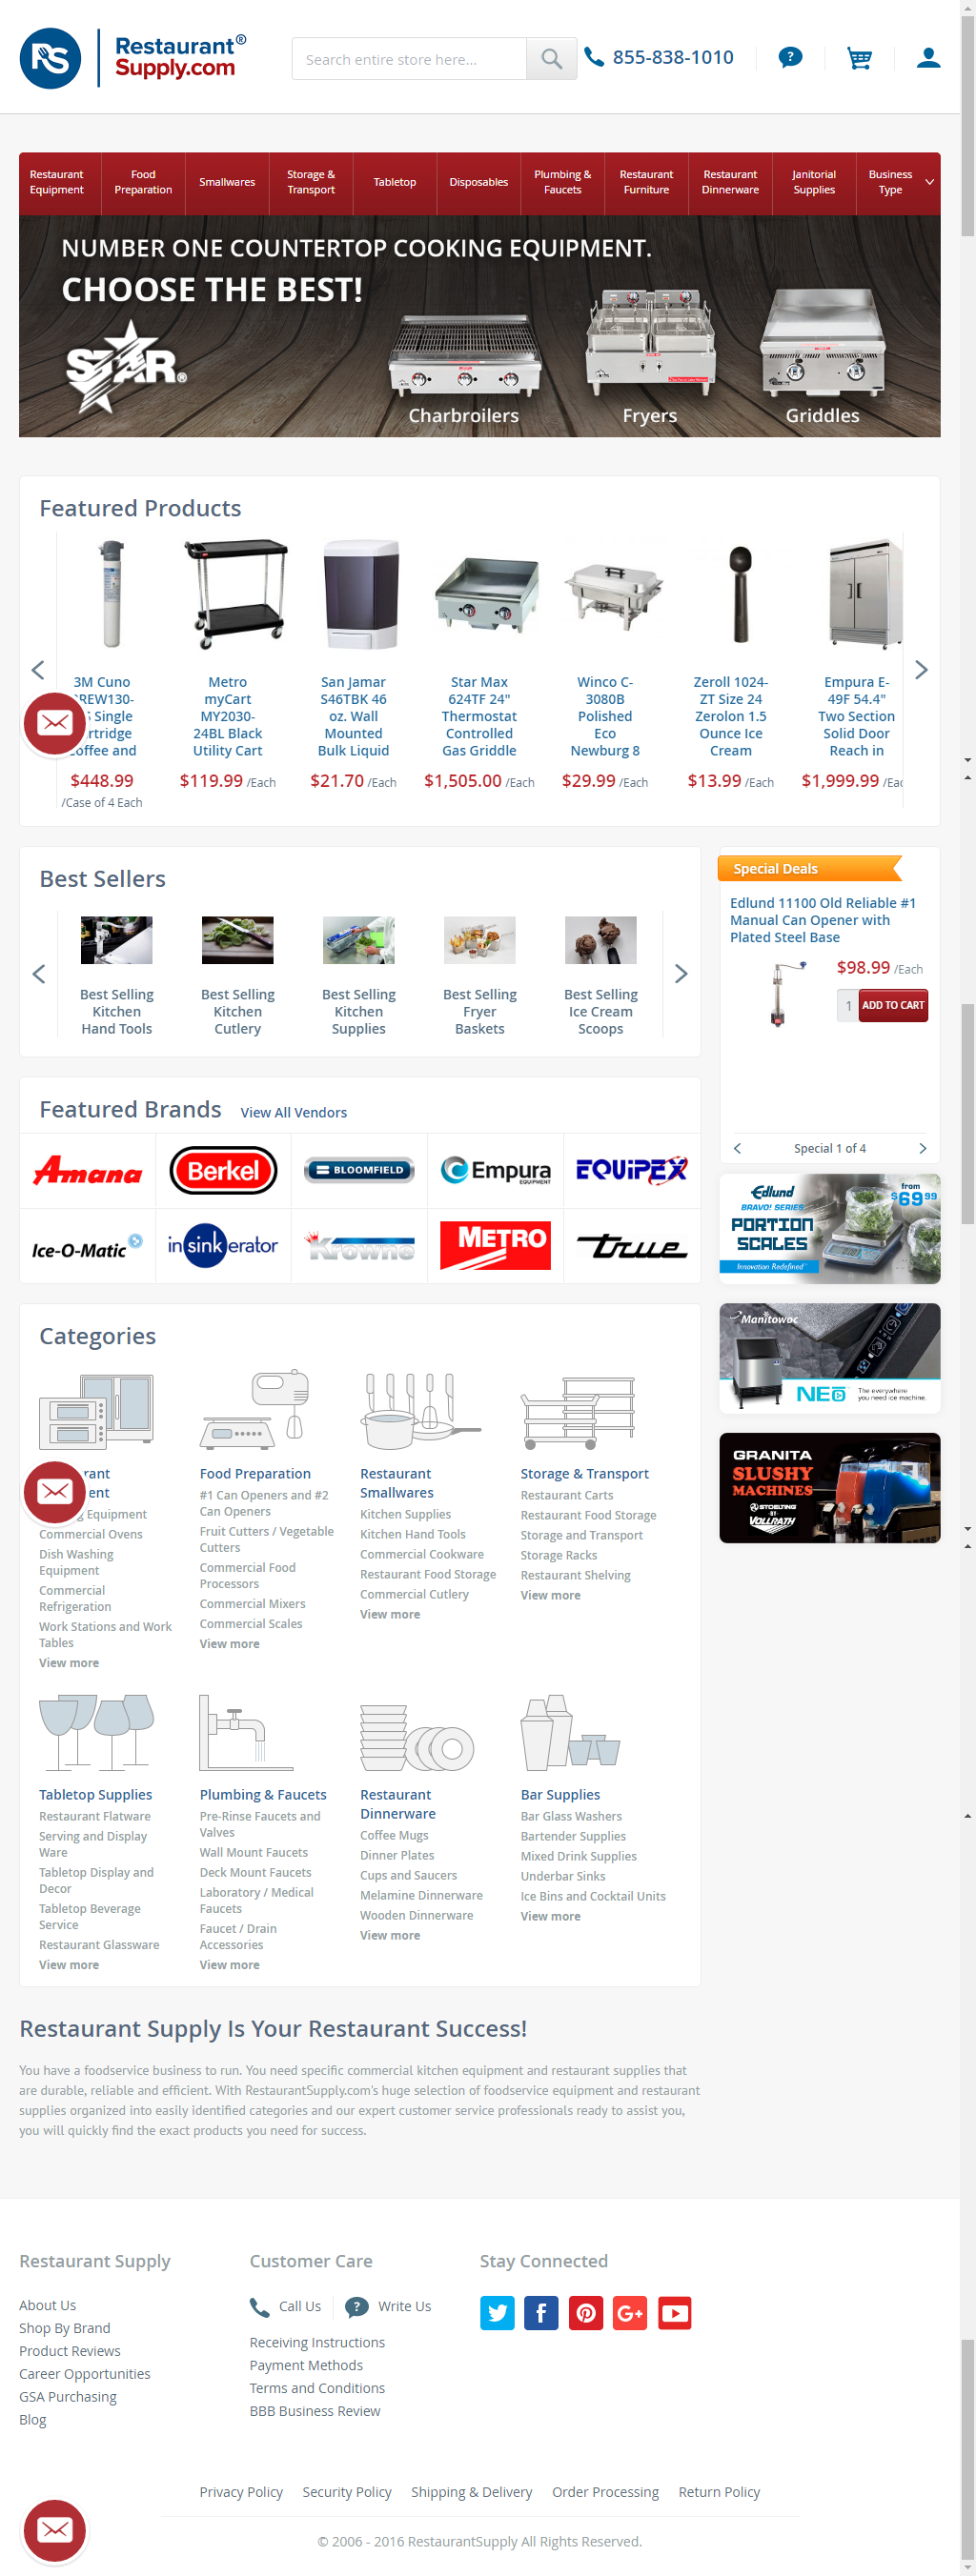 RS Restaurant® Supply.com
Search entire store here...
855-838-1010
Restaurant Equipment
Food Preparation
Smallwares
Storage & Transport
Tabletop
Disposables
Plumbing & Faucets
Restaurant Furniture
Restaurant Dinnerware
Janitorial Supplies
Business Type
NUMBER ONE COUNTERTOP COOKING EQUIPMENT.
CHOOSE THE BEST!
STAR®
Charbroilers
Fryers
Griddles
Featured Products
3M Cuno
Single
Coffee and
$448.99
/Case of 4 Each
Metro
myCart
MY2030-
24BL Black
Utility Cart
$119.99 /Each
San Jamar
S46TBK 46
oz. Wall
Mounted
Bulk Liquid
$21.70 /Each
Star Max
624TF 24"
Thermostat
Controlled
Gas Griddle
$1,505.00 /Each
Winco C-
3080B
Polished
Eco
Newburg 8
$29.99 /Each
Zeroll 1024-
ZT Size 24
Zerolon 1.5
Ounce Ice
Cream
$13.99 /Each
Empura E-
49F 54.4"
Two Section
Solid Door
Reach in
$1,999.99 /Eac
Best Sellers
Best Selling
Kitchen
Hand Tools
Best Selling
Kitchen
Cutlery
Best Selling
Kitchen
Supplies
Best Selling
Fryer
Baskets
Best Selling
Ice Cream
Scoops
Special Deals
Edlund 11100 Old Reliable #1
Manual Can Opener with
Plated Steel Base
$98.99 /Each
1 ADD TO CART
Special 1 of 4
Featured Brands View All Vendors
Amana
Berkel
BLOOMFIELD
Empura EQUIPMENT
EQUIPEX
Ice-O-Matic
insinkerator
Krowne
METRO
true
Edlund
BRAVO! SERIES
PORTION
SCALES
Innovation Redefined
from
$69.99
Manitowoc
NEO
The everywhere
you need ice machine.
GRANITA
SLUSHY
MACHINES
STOELTING
BY
VOLLRATH
Categories
Food Preparation
#1 Can Openers and #2
Can Openers
Fruit Cutters / Vegetable
Cutters
Commercial Food
Processors
Commercial Mixers
Commercial Scales
View more
Restaurant
Smallwares
Kitchen Supplies
Kitchen Hand Tools
Commercial Cookware
Restaurant Food Storage
Commercial Cutlery
View more
Storage & Transport
Restaurant Carts
Restaurant Food Storage
Storage and Transport
Storage Racks
Restaurant Shelving
View more
Equipment
Commercial Ovens
Dish Washing
Equipment
Commercial
Refrigeration
Work Stations and Work
Tables
View more
Tabletop Supplies
Restaurant Flatware
Serving and Display
Ware
Tabletop Display and
Decor
Tabletop Beverage
Service
Restaurant Glassware
View more
Plumbing & Faucets
Pre-Rinse Faucets and
Valves
Wall Mount Faucets
Deck Mount Faucets
Laboratory / Medical
Faucets
Faucet / Drain
Accessories
View more
Restaurant
Dinnerware
Coffee Mugs
Dinner Plates
Cups and Saucers
Melamine Dinnerware
Wooden Dinnerware
View more
Bar Supplies
Bar Glass Washers
Bartender Supplies
Mixed Drink Supplies
Underbar Sinks
Ice Bins and Cocktail Units
View more
Restaurant Supply Is Your Restaurant Success!
You have a foodservice business to run. You need specific commercial kitchen equipment and restaurant supplies that
are durable, reliable and efficient. With RestaurantSupply.com's huge selection of foodservice equipment and restaurant
supplies organized into easily identified categories and our expert customer service professionals ready to assist you,
you will quickly find the exact products you need for success.
Restaurant Supply
About Us
Shop By Brand
Product Reviews
Career Opportunities
GSA Purchasing
Blog
Customer Care
Call Us
Write Us
Receiving Instructions
Payment Methods
Terms and Conditions
BBB Business Review
Stay Connected
Privacy Policy Security Policy Shipping & Delivery Order Processing Return Policy
© 2006 - 2016 RestaurantSupply All Rights Reserved.